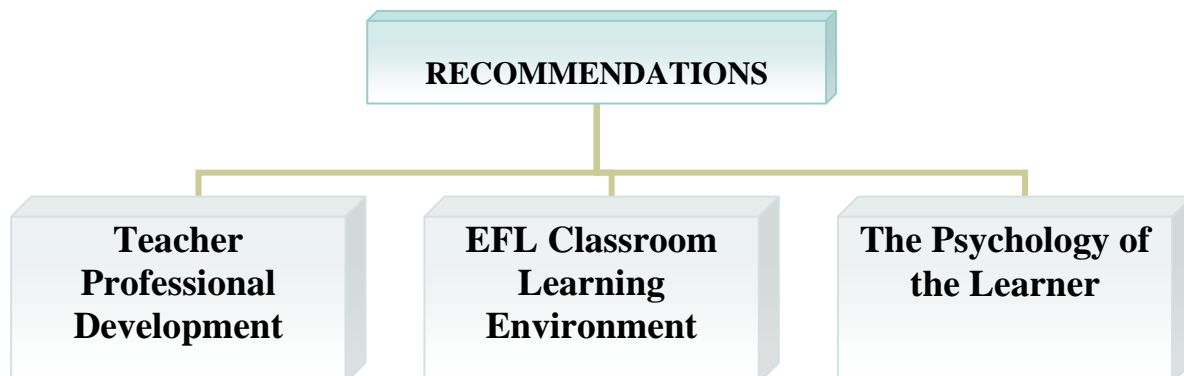 RECOMMENDATIONS
Teacher
Professional
Development
EFL Classroom
Learning
Environment
The Psychology of
the Learner